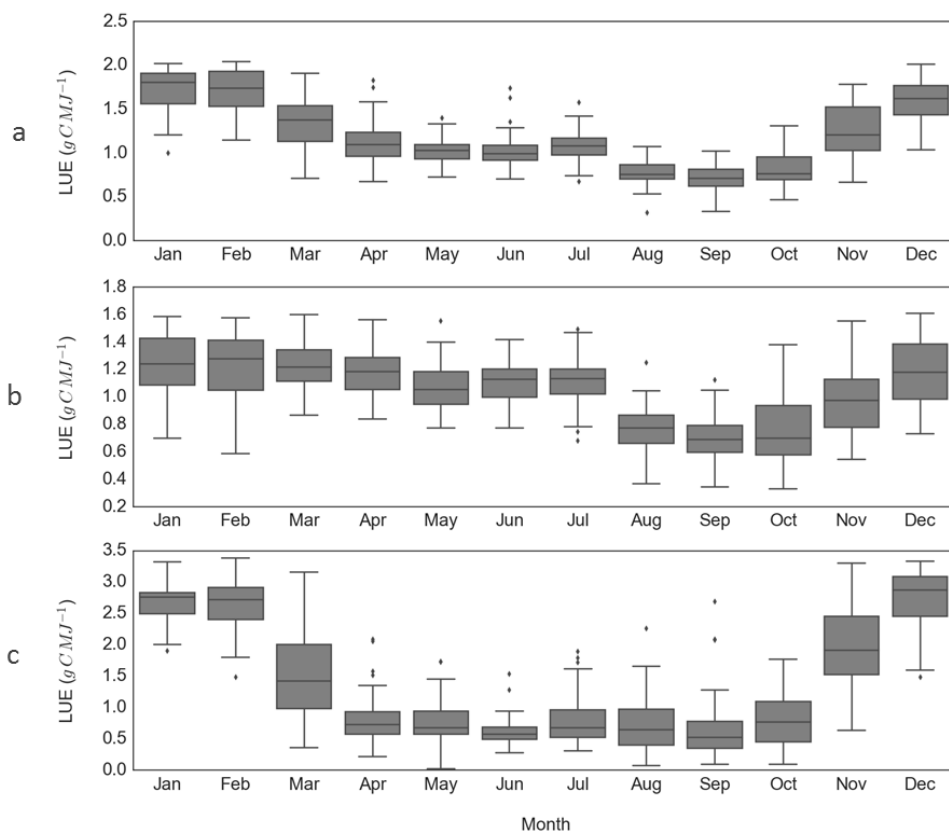 a
LUE (gCMJ⁻¹)
2.5
2.0
1.5
1.0
0.5
0.0
Jan Feb Mar Apr May Jun Jul Aug Sep Oct Nov Dec
b
LUE (gCMJ⁻¹)
1.8
1.6
1.4
1.2
1.0
0.8
0.6
0.4
0.2
Jan Feb Mar Apr May Jun Jul Aug Sep Oct Nov Dec
c
LUE (gCMJ⁻¹)
3.5
3.0
2.5
2.0
1.5
1.0
0.5
0.0
Jan Feb Mar Apr May Jun Jul Aug Sep Oct Nov Dec
Month